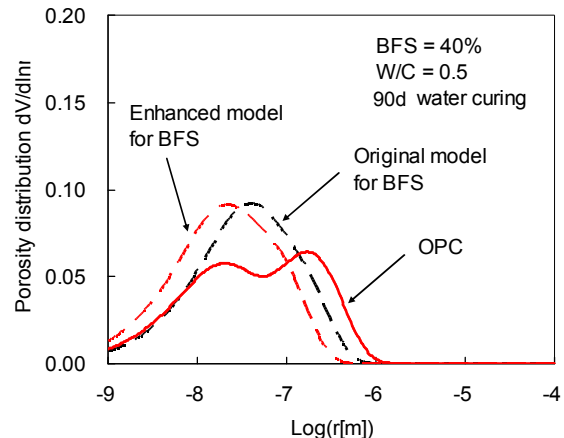 0.20
0.15
0.10
0.05
0.00
-9
-8
-7
-6
-5
-4
Porosity distribution dV/dlnr
Log(r[m])
BFS = 40%
W/C = 0.5
90d water curing
Enhanced model
for BFS
Original model
for BFS
OPC